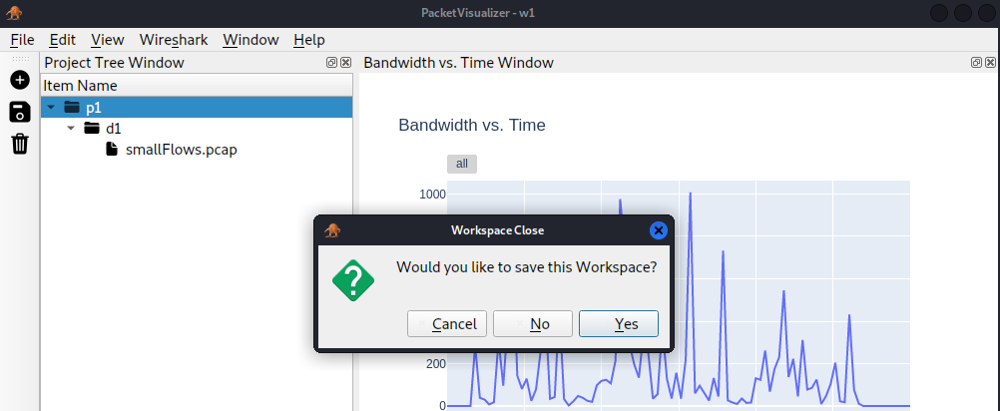 PacketVisualizer - w1
File Edit View Wireshark Window Help
Project Tree Window
Bandwidth vs. Time Window
Item Name
p1
d1
smallFlows.pcap
Bandwidth vs. Time
all
1000
Workspace Close
?
Would you like to save this Workspace?
Cancel No Yes
200
0